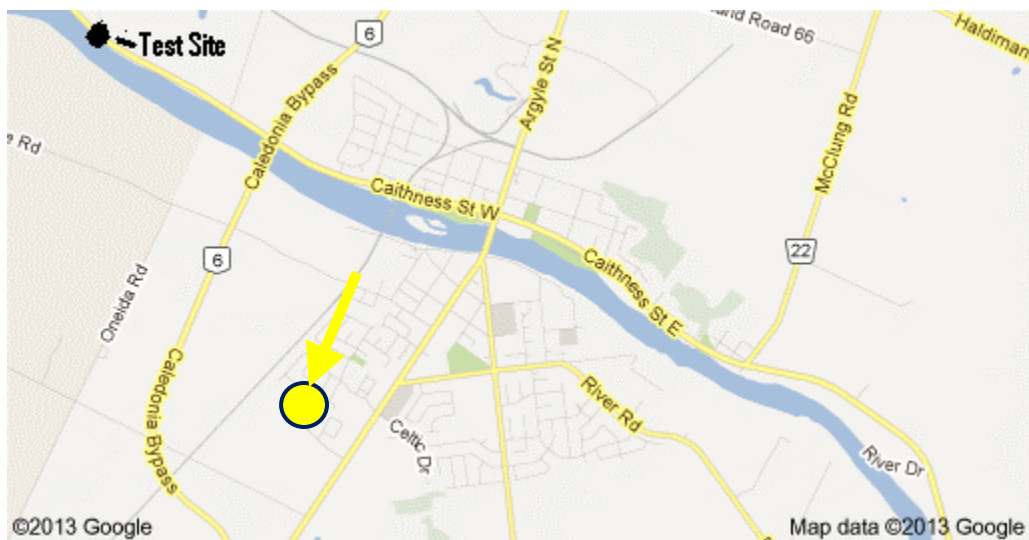 6
and Road 66
Haldiman
Test Site
Argyle St N
Caledonia Bypass
McClung Rd
e Rd
Caithness St W
22
6
Caithness St E
Oneida Rd
Caledonia Bypass
River Rd
Celtic Dr
River Dr
©2013 Google
Map data ©2013 Google